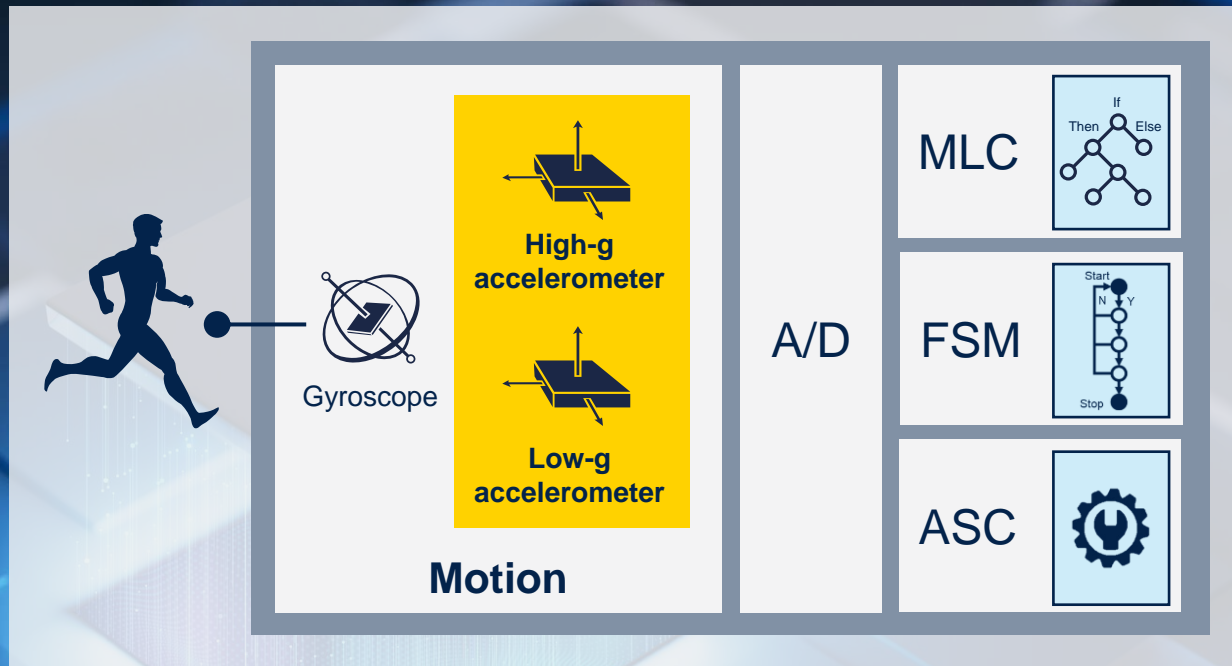 Gyroscope
High-g
accelerometer
Low-g
accelerometer
Motion
A/D
MLC
If
Then
Else
FSM
Start
N
Y
Stop
ASC